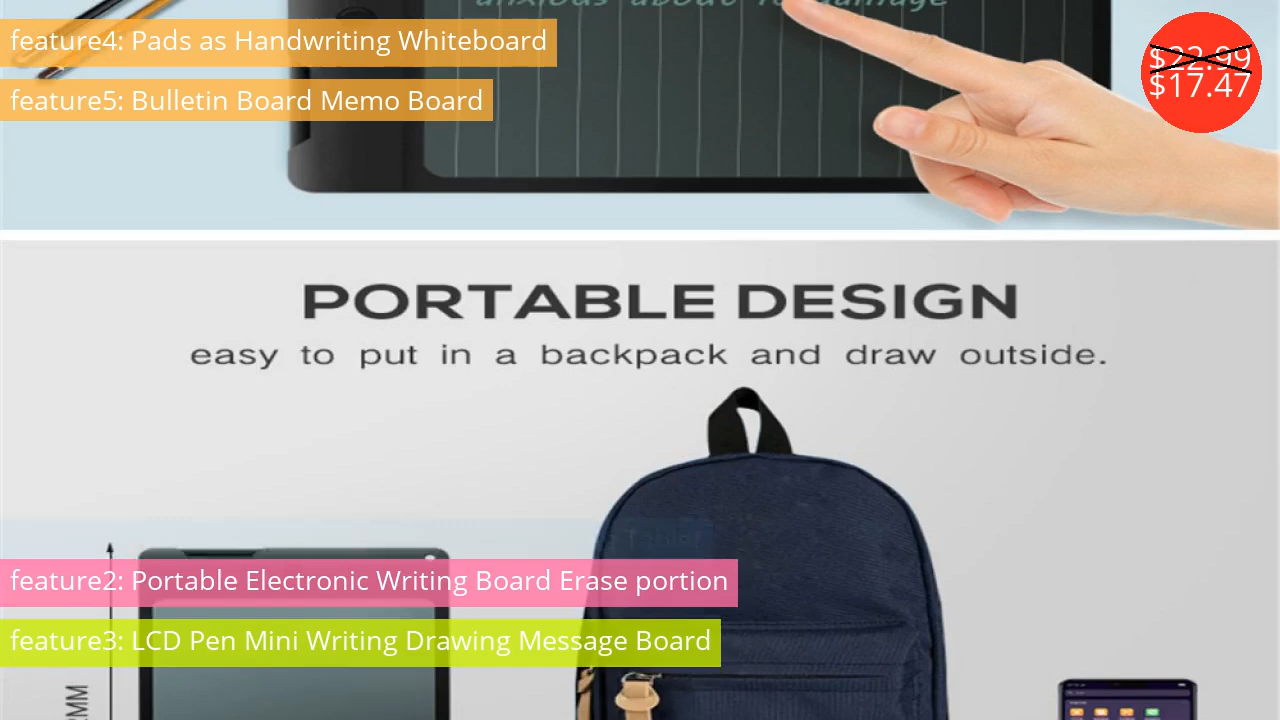 anxious about
feature4: Pads as Handwriting Whiteboard
$22.99
$17.47
feature5: Bulletin Board Memo Board
PORTABLE DESIGN
easy to put in a backpack and draw outside.
feature2: Portable Electronic Writing Board Erase portion
feature3: LCD Pen Mini Writing Drawing Message Board